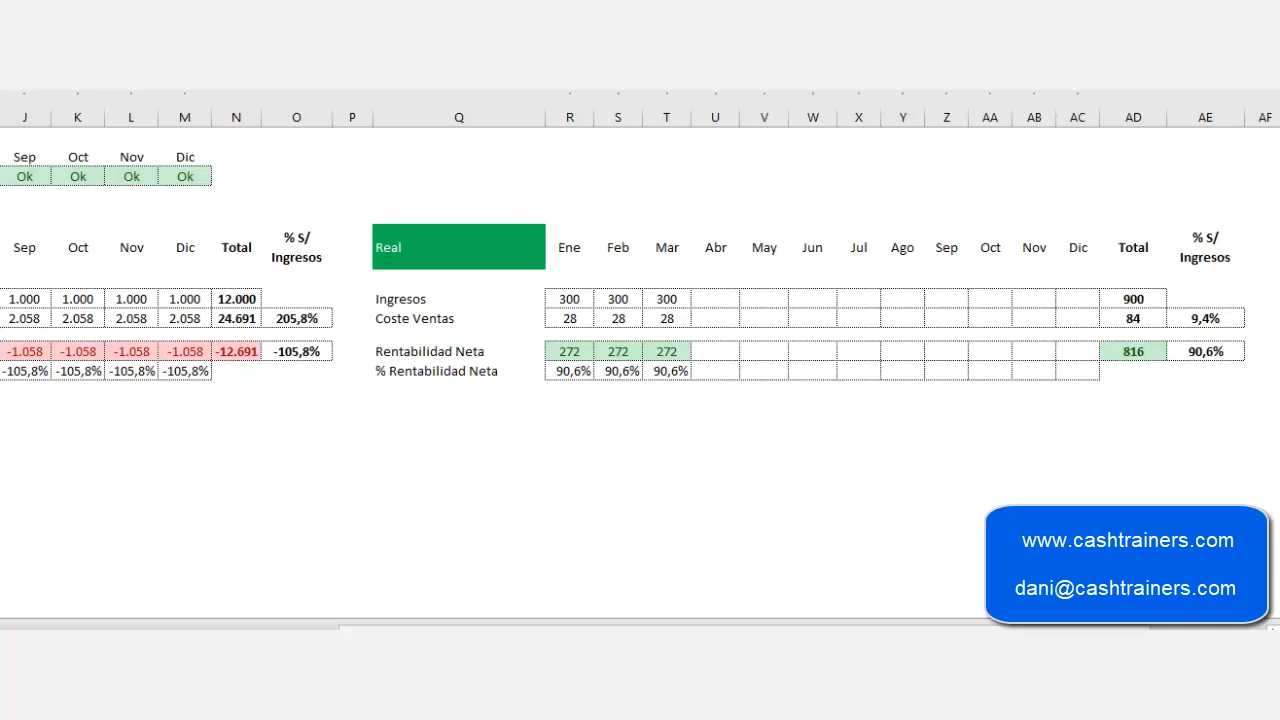 J K L M N O P Q R S T U V W X Y Z AA AB AC AD AE AF
Sep Oct Nov Dic
Ok Ok Ok Ok
Sep Oct Nov Dic Total % S/ Ingresos Real Ene Feb Mar Abr May Jun Jul Ago Sep Oct Nov Dic Total % S/ Ingresos
1.000 1.000 1.000 1.000 12.000 Ingresos 300 300 300 900
2.058 2.058 2.058 2.058 24.691 205,8% Coste Ventas 28 28 28 84 9,4%
-1.058 -1.058 -1.058 -1.058 -12.691 -105,8% Rentabilidad Neta 272 272 272 816 90,6%
-105,8% -105,8% -105,8% -105,8% % Rentabilidad Neta 90,6% 90,6% 90,6%
www.cashtrainers.com
dani@cashtrainers.com